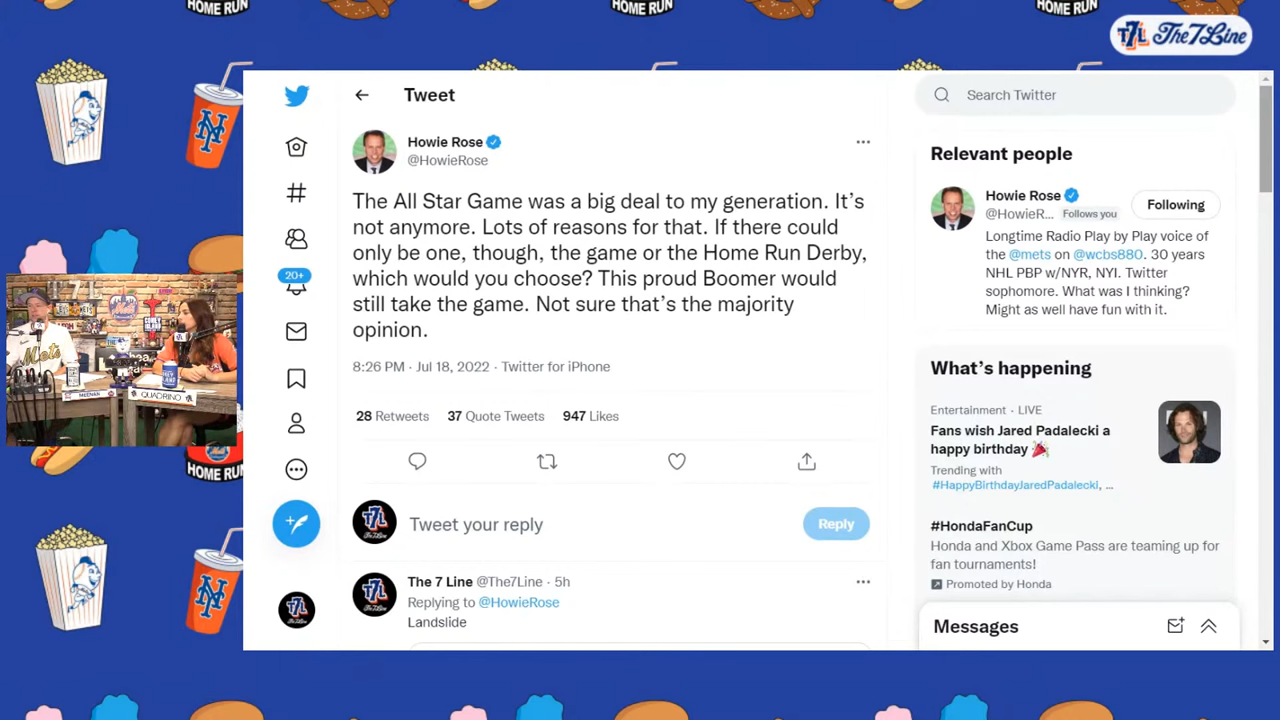 HOME RUN
HOME RUN
HOME RUN
T7L The7Line
NY
NY
Tweet
Search Twitter
Howie Rose
@HowieRose
The All Star Game was a big deal to my generation. It’s
not anymore. Lots of reasons for that. If there could
only be one, though, the game or the Home Run Derby,
which would you choose? This proud Boomer would
still take the game. Not sure that’s the majority
opinion.
8:26 PM · Jul 18, 2022 · Twitter for iPhone
28 Retweets 37 Quote Tweets 947 Likes
20+
Tweet your reply
Reply
The 7 Line @The7Line · 5h
Replying to @HowieRose
Landslide
Relevant people
Howie Rose
@HowieR... Follows you
Following
Longtime Radio Play by Play voice of
the @mets on @wcbs880. 30 years
NHL PBP w/NYR, NYI. Twitter
sophomore. What was I thinking?
Might as well have fun with it.
What’s happening
Entertainment · LIVE
Fans wish Jared Padalecki a
happy birthday
Trending with
#HappyBirthdayJaredPadalecki, ...
#HondaFanCup
Honda and Xbox Game Pass are teaming up for
fan tournaments!
Promoted by Honda
Messages
Mets
MEENAN
QUADRINO
HOME RUN